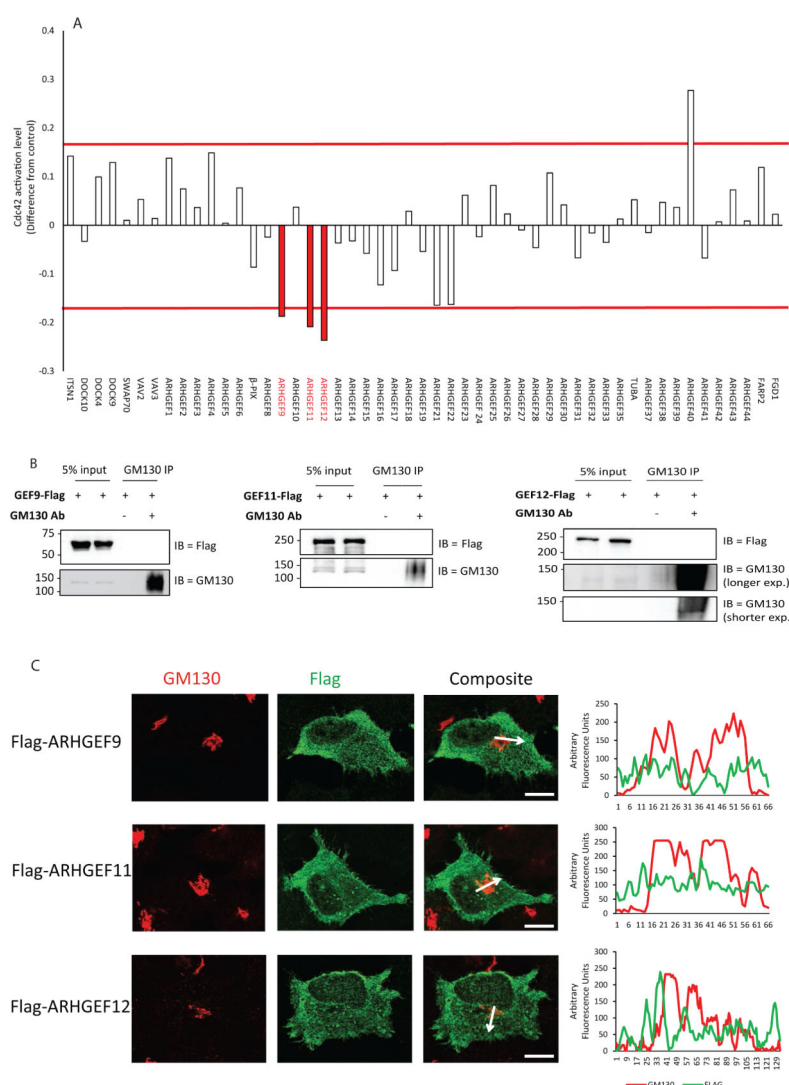 A
Cdc42 activation level
(Difference from control)
0.4
0.3
0.2
0.1
0
-0.1
-0.2
-0.3
ITSN1
DOCK10
DOCK4
DOCK9
SWAP70
VAV2
VAV3
ARHGEF1
ARHGEF2
ARHGEF3
ARHGEF4
ARHGEF5
ARHGEF6
β-PIX
ARHGEF8
ARHGEF9
ARHGEF10
ARHGEF11
ARHGEF12
ARHGEF13
ARHGEF14
ARHGEF15
ARHGEF16
ARHGEF17
ARHGEF18
ARHGEF19
ARHGEF21
ARHGEF22
ARHGEF23
ARHGEF 24
ARHGEF25
ARHGEF26
ARHGEF27
ARHGEF28
ARHGEF29
ARHGEF30
ARHGEF31
ARHGEF32
ARHGEF33
ARHGEF35
TUBA
ARHGEF37
ARHGEF38
ARHGEF39
ARHGEF40
ARHGEF41
ARHGEF42
ARHGEF43
ARHGEF44
FARP2
FGD1
B
5% input GM130 IP
GEF9-Flag + + + +
GM130 Ab - +
75
50
IB = Flag
150
100
IB = GM130
5% input GM130 IP
GEF11-Flag + + + +
GM130 Ab - +
250
IB = Flag
150
100
IB = GM130
5% input GM130 IP
GEF12-Flag + + + +
GM130 Ab - +
250
200
IB = Flag
150
IB = GM130
(longer exp.)
150
IB = GM130
(shorter exp.)
C
GM130 Flag Composite
Flag-ARHGEF9
Arbitrary
Fluorescence Units
250
200
150
100
50
0
1 6 11 16 21 26 31 36 41 46 51 56 61 66
Flag-ARHGEF11
Arbitrary
Fluorescence Units
300
250
200
150
100
50
0
1 6 11 16 21 26 31 36 41 46 51 56 61 66
Flag-ARHGEF12
Arbitrary
Fluorescence Units
300
250
200
150
100
50
0
1 9 17 25 33 41 49 57 65 73 81 89 97 105 113 121 129
GM130 FLAG